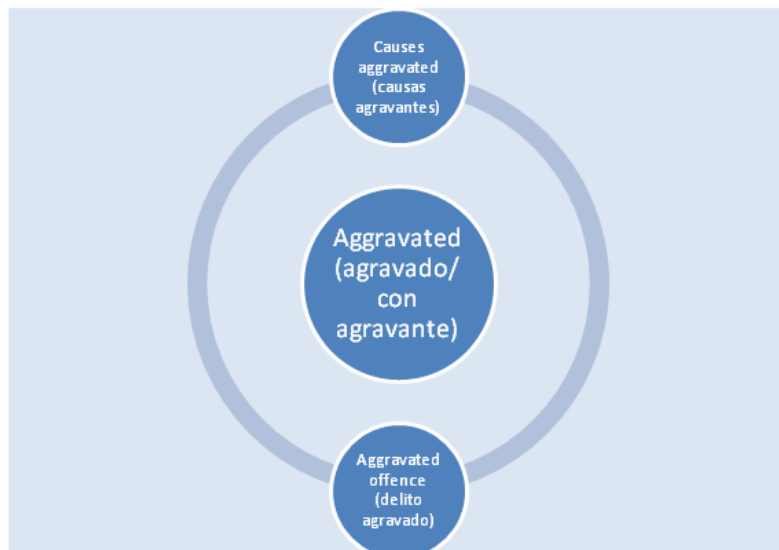 Causes
aggravated
(causas
agravantes)
Aggravated
(agravado/
con
agravante)
Aggravated
offence
(delito
agravado)